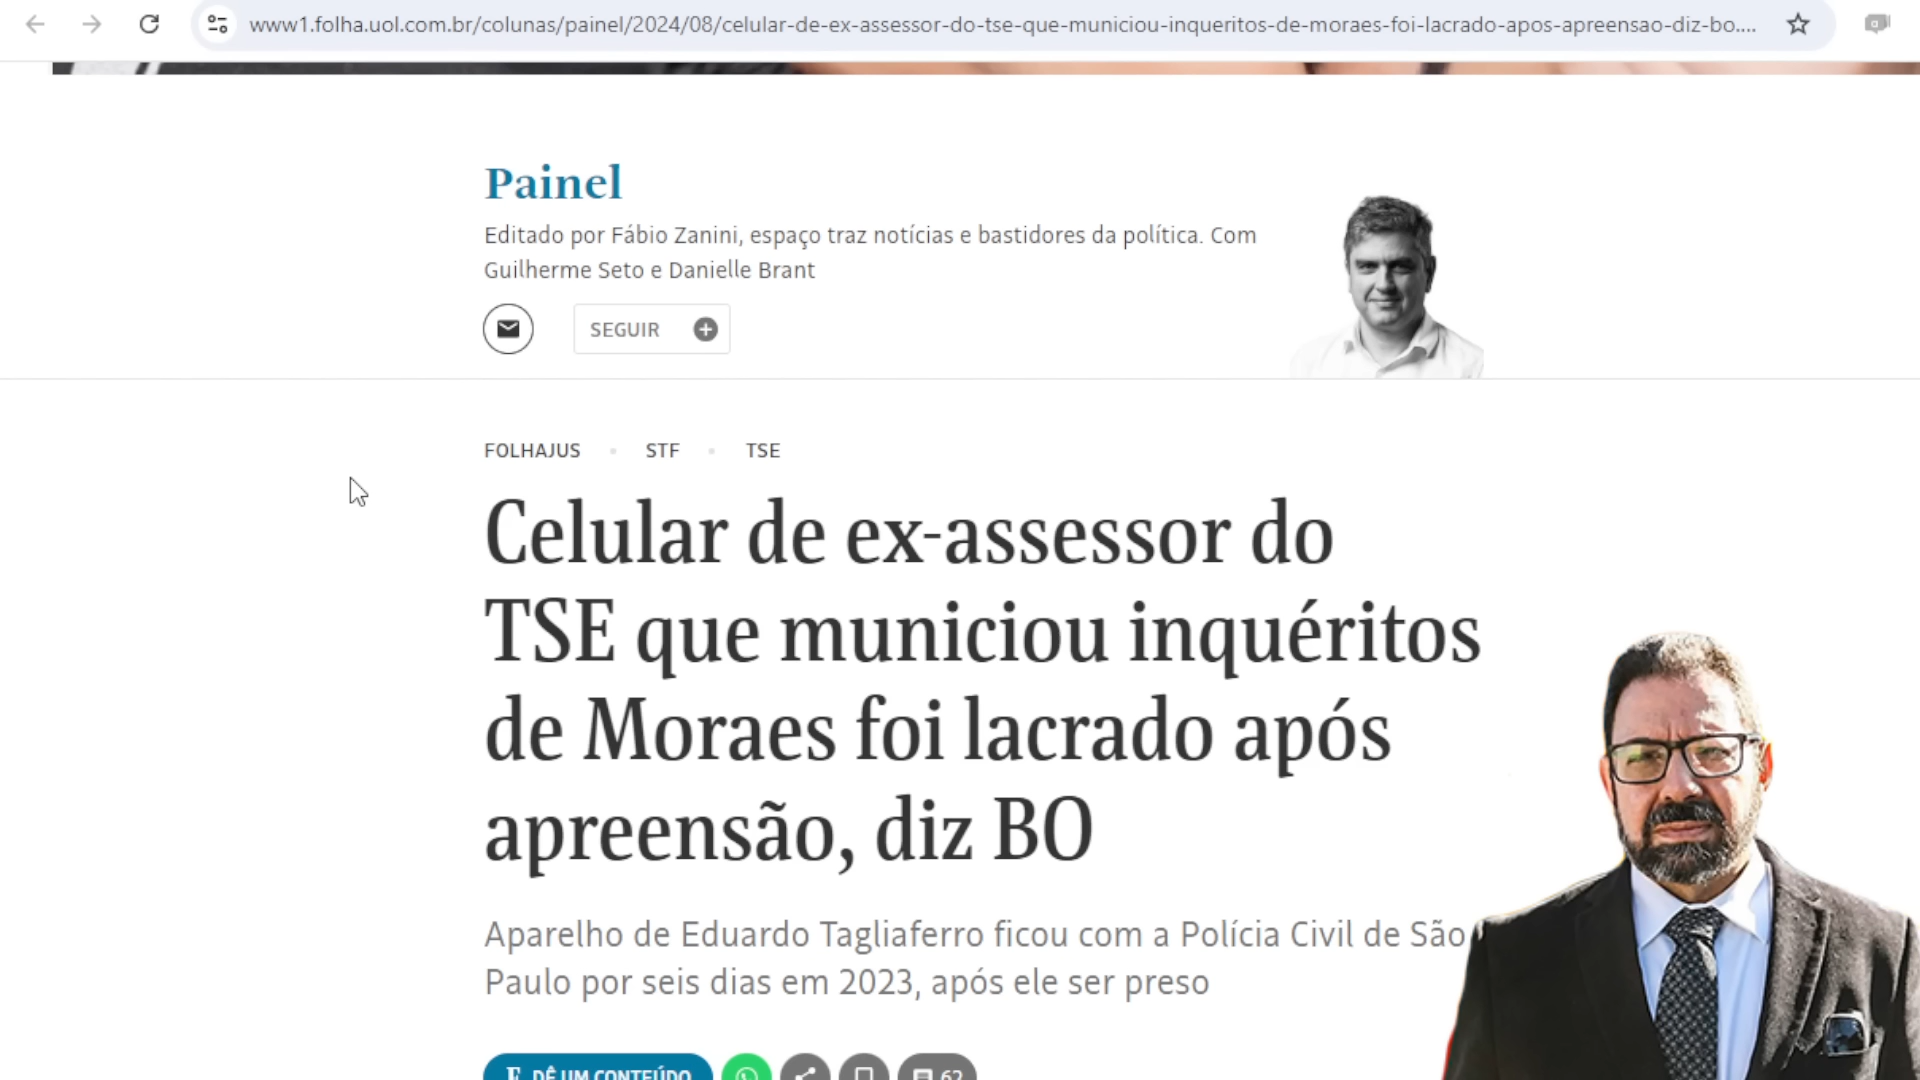 www1.folha.uol.com.br/colunas/painel/2024/08/celular-de-ex-assessor-do-tse-que-municiou-inqueritos-de-moraes-foi-lacrado-apos-apreensao-diz-bo....
Painel
Editado por Fábio Zanini, espaço traz notícias e bastidores da política. Com
Guilherme Seto e Danielle Brant
SEGUIR
FOLHAJUS STF TSE
Celular de ex-assessor do
TSE que municiou inquéritos
de Moraes foi lacrado após
apreensão, diz BO
Aparelho de Eduardo Tagliaferro ficou com a Polícia Civil de São
Paulo por seis dias em 2023, após ele ser preso
F DÊ UM CONTEÚDO 62